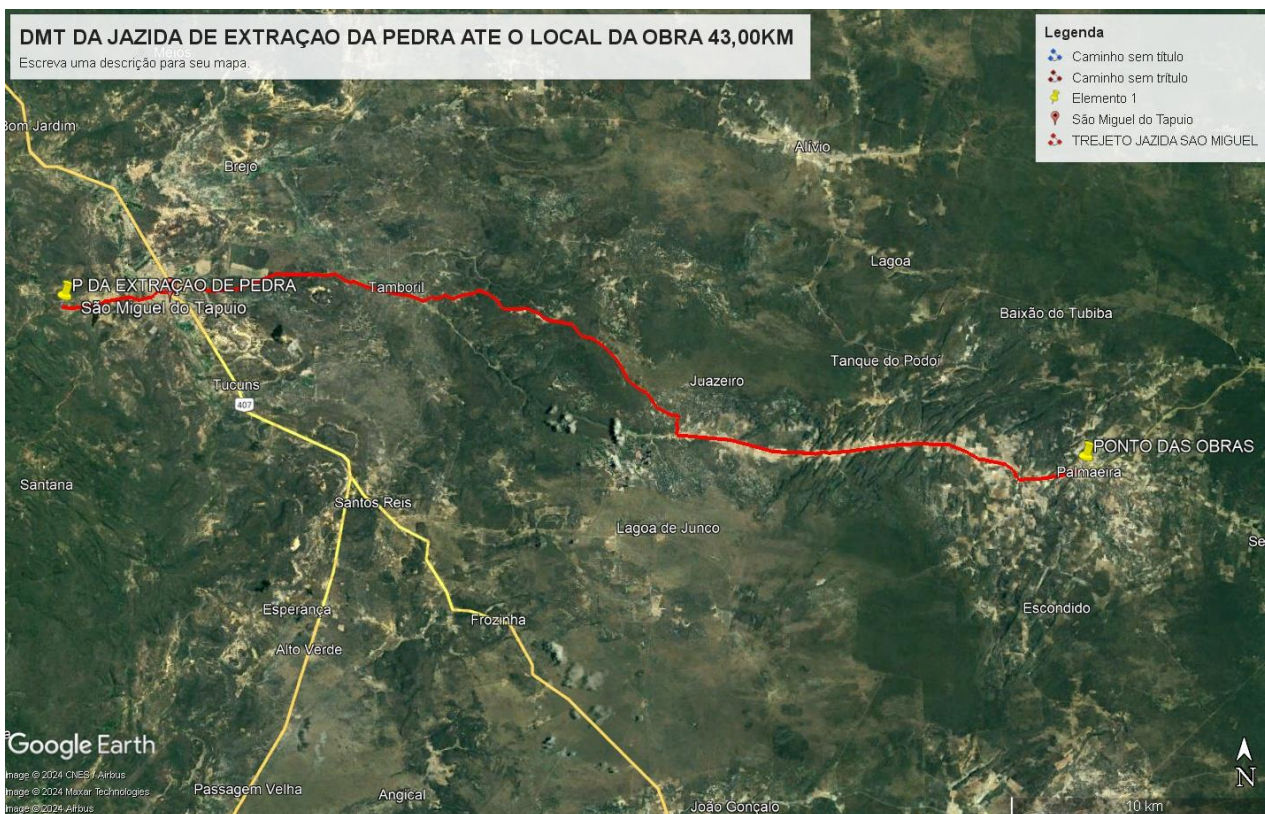 DMT DA JAZIDA DE EXTRAÇAO DA PEDRA ATE O LOCAL DA OBRA 43,00KM
Escreva uma descrição para seu mapa.
Legenda
Caminho sem título
Caminho sem trítulo
Elemento 1
São Miguel do Tapuio
TREJETO JAZIDA SAO MIGUEL
Bom Jardim
Brejo
Alívio
Lagoa
P DA EXTRAÇAO DE PEDRA
Tamboril
São Miguel do Tapuio
Baixão do Tubiba
Tanque do Podoí
Juazeiro
Tucuns
407
PONTO DAS OBRAS
Palmaeira
Santana
Santos Reis
Lagoa de Junco
Se
Esperança
Escondido
Frozinha
Alto Verde
Google Earth
Image © 2024 CNES / Airbus
Image © 2024 Maxar Technologies
Image © 2024 Airbus
Passagem Velha
Angical
João Gonçalo
10 km
N